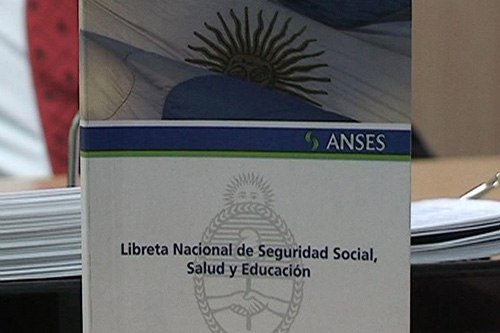 ANSES
Libreta Nacional de Seguridad Social,
Salud y Educación